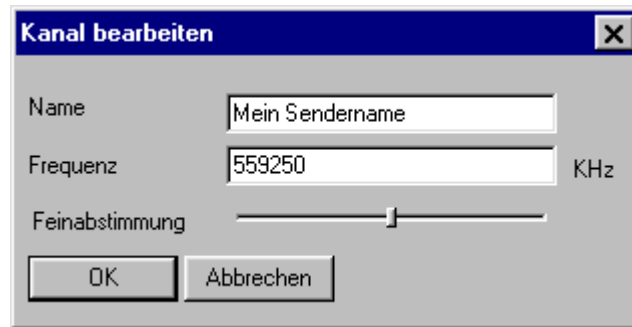 Kanal bearbeiten
Name Mein Sendername
Frequenz 559250 KHz
Feinabstimmung
OK Abbrechen